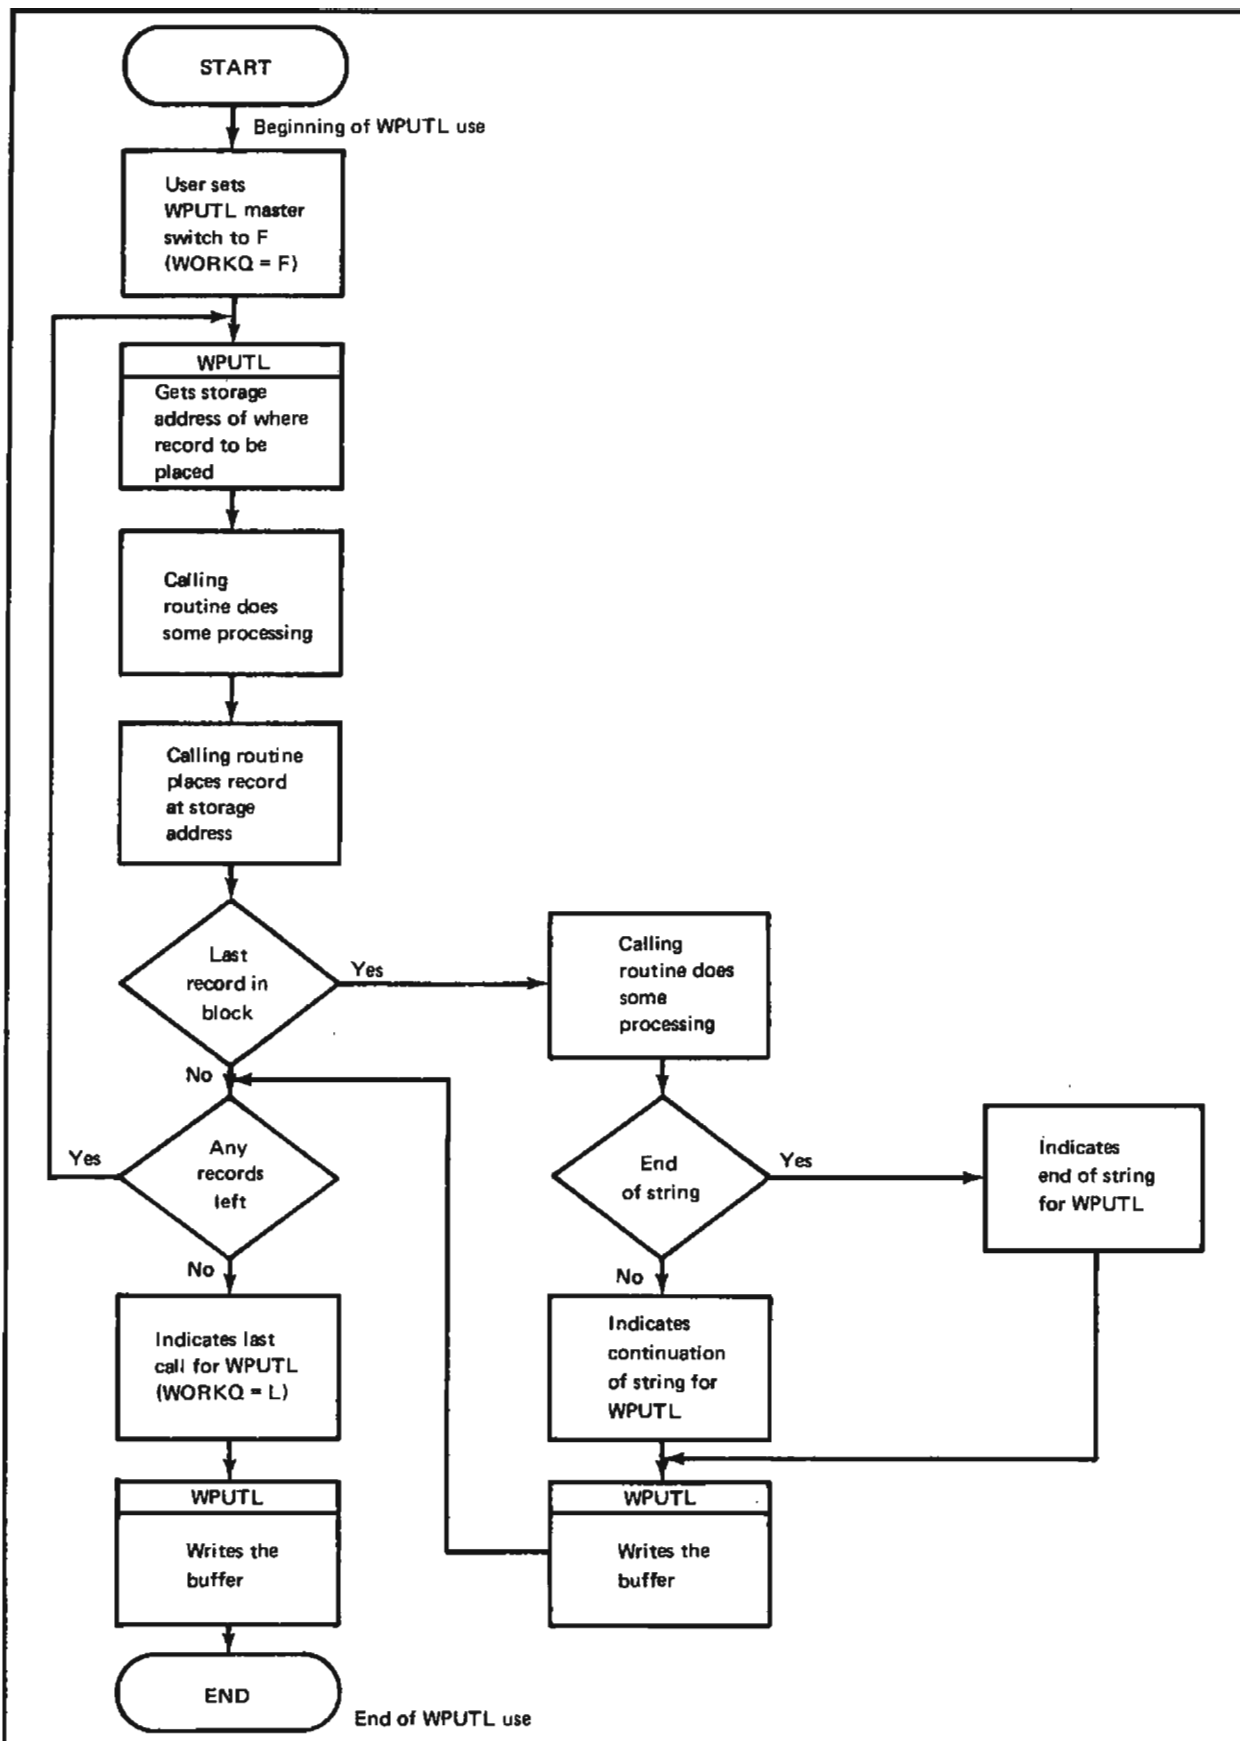 START
Beginning of WPUTL use
User sets
WPUTL master
switch to F
(WORKQ = F)
WPUTL
Gets storage
address of where
record to be
placed
Calling
routine does
some processing
Calling routine
places record
at storage
address
Last
record in
block
Yes
No
Calling
routine does
some
processing
Any
records
left
Yes
No
End
of string
Yes
No
Indicates
end of string
for WPUTL
Indicates last
call for WPUTL
(WORKQ = L)
Indicates
continuation
of string for
WPUTL
WPUTL
Writes the
buffer
WPUTL
Writes the
buffer
END
End of WPUTL use